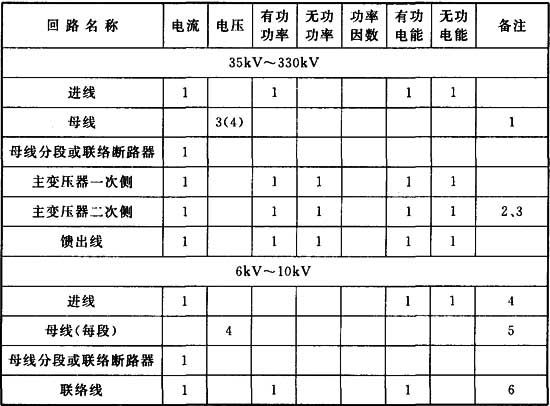 回路名称 电流 电压 有功功率 无功功率 功率因数 有功电能 无功电能 备注
35kV～330kV
进线 1 1 1 1
母线 3(4) 1
母线分段或联络断路器 1
主变压器一次侧 1 1 1 1 1
主变压器二次侧 1 1 1 1 1 2、3
馈出线 1 1 1 1 1
6kV～10kV
进线 1 1 1 4
母线(每段) 4 5
母线分段或联络断路器 1
联络线 1 1 1 6